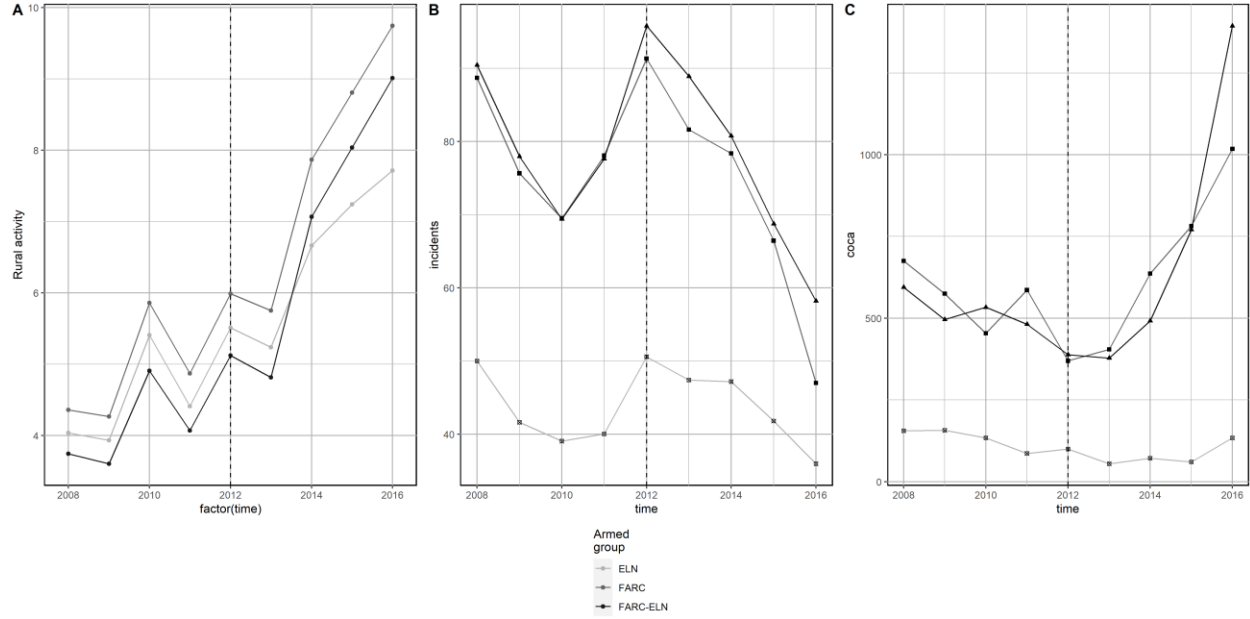 A
B
C
10
8
6
4
Rural activity
2008 2010 2012 2014 2016
factor(time)
80
60
40
incidents
2008 2010 2012 2014 2016
time
1000
500
0
coca
2008 2010 2012 2014 2016
time
Armed
group
ELN
FARC
FARC-ELN